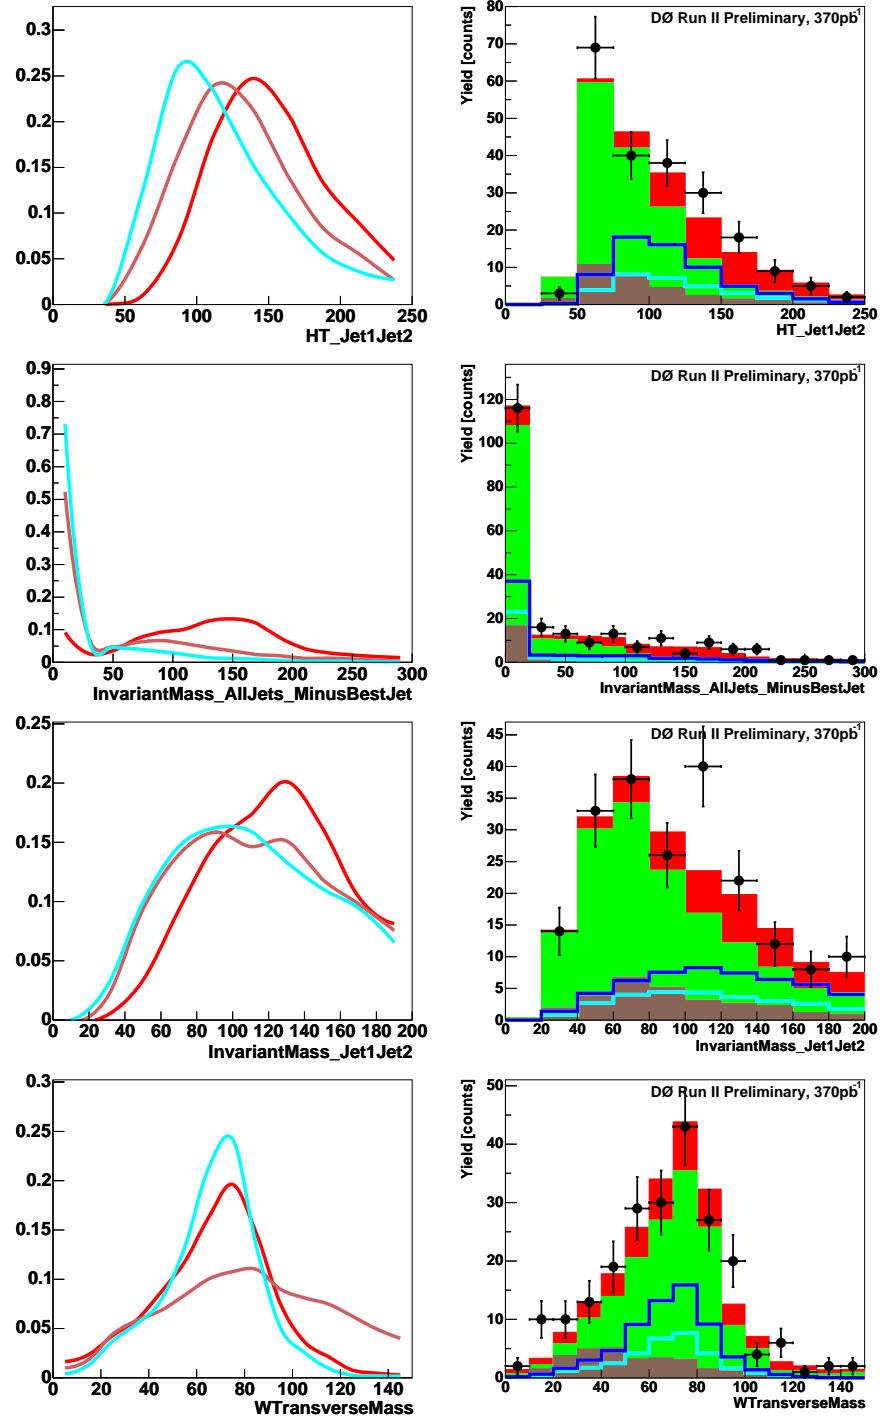 0.3
0.25
0.2
0.15
0.1
0.05
0
0 50 100 150 200 250
HT_Jet1Jet2
DØ Run II Preliminary, 370pb-1
Yield [counts]
80
70
60
50
40
30
20
10
0
50 100 150 200 250
HT_Jet1Jet2
0.9
0.8
0.7
0.6
0.5
0.4
0.3
0.2
0.1
0
0 50 100 150 200 250 300
InvariantMass_AllJets_MinusBestJet
DØ Run II Preliminary, 370pb-1
Yield [counts]
120
100
80
60
40
20
0
50 100 150 200 250 300
InvariantMass_AllJets_MinusBestJet
0.25
0.2
0.15
0.1
0.05
0
0 20 40 60 80 100 120 140 160 180 200
InvariantMass_Jet1Jet2
DØ Run II Preliminary, 370pb-1
Yield [counts]
45
40
35
30
25
20
15
10
5
0
0 20 40 60 80 100 120 140 160 180 200
InvariantMass_Jet1Jet2
0.3
0.25
0.2
0.15
0.1
0.05
0
0 20 40 60 80 100 120 140
WTransverseMass
DØ Run II Preliminary, 370pb-1
Yield [counts]
50
40
30
20
10
0
0 20 40 60 80 100 120 140
WTransverseMass